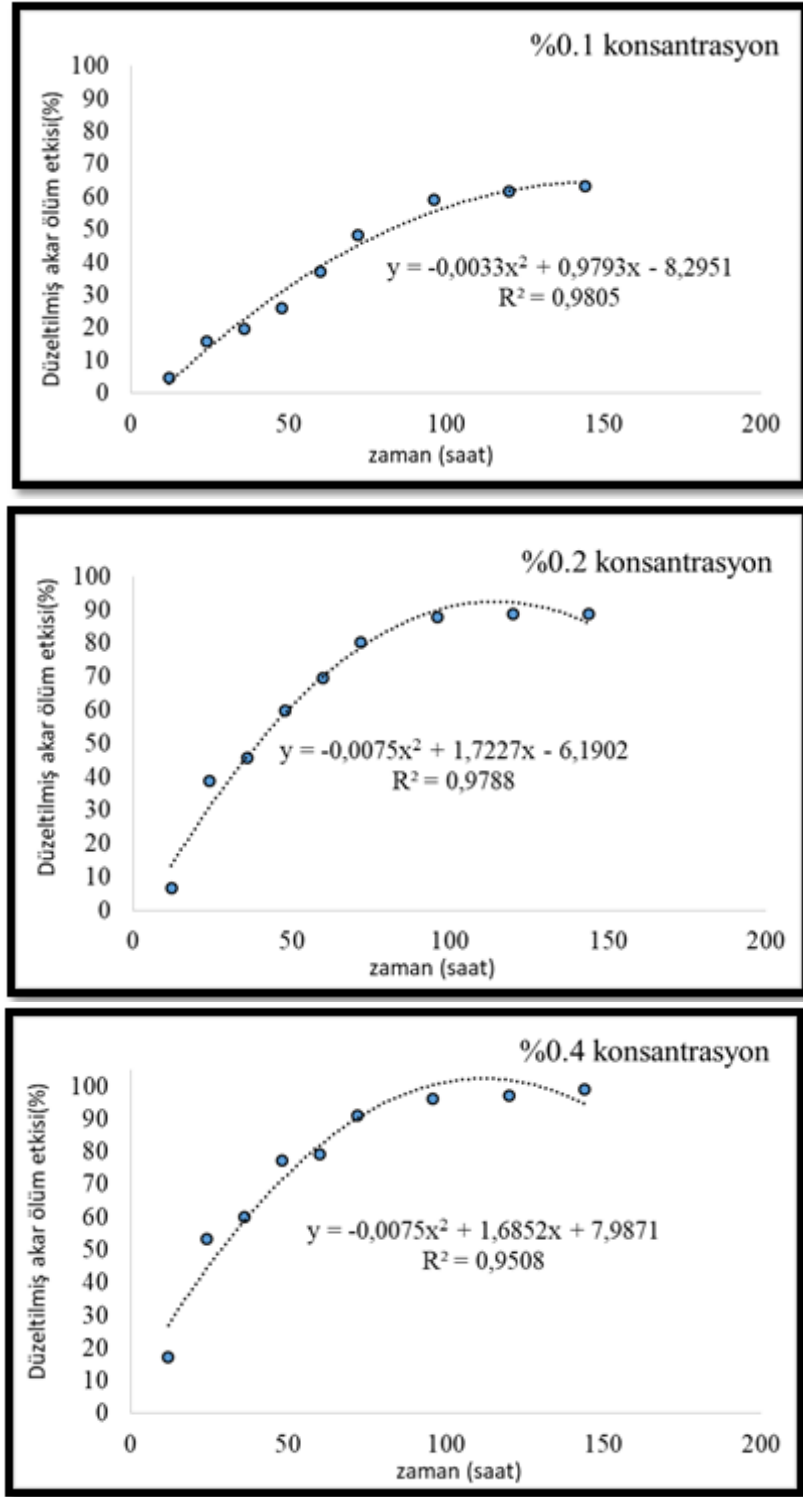 %0.1 konsantrasyon
Düzeltilmiş akar ölüm etkisi(%)
100
90
80
70
60
50
40
30
20
10
0
y = -0,0033x² + 0,9793x - 8,2951
R² = 0,9805
0 50 100 150 200
zaman (saat)
%0.2 konsantrasyon
Düzeltilmiş akar ölüm etkisi(%)
100
90
80
70
60
50
40
30
20
10
0
y = -0,0075x² + 1,7227x - 6,1902
R² = 0,9788
0 50 100 150 200
zaman (saat)
%0.4 konsantrasyon
Düzeltilmiş akar ölüm etkisi(%)
100
90
80
70
60
50
40
30
20
10
0
y = -0,0075x² + 1,6852x + 7,9871
R² = 0,9508
0 50 100 150 200
zaman (saat)